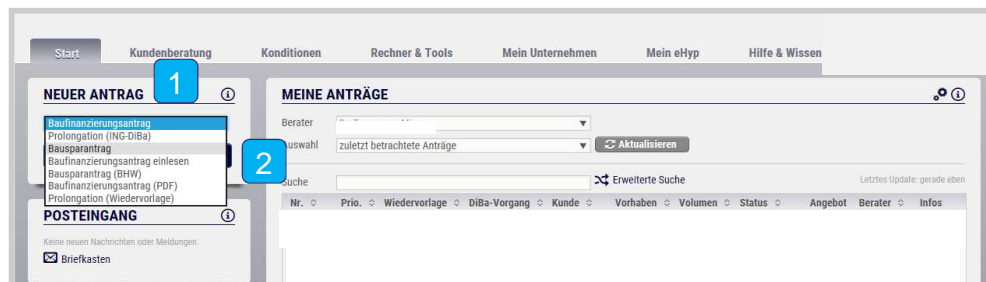 Start Kundenberatung Konditionen Rechner & Tools Mein Unternehmen Mein eHyp Hilfe & Wissen
1
NEUER ANTRAG
Baufinanzierungsantrag
Prolongation (ING-DiBa)
Bausparantrag
Baufinanzierungsantrag einlesen
Bausparantrag (BHW)
Baufinanzierungsantrag (PDF)
Prolongation (Wiedervorlage)
2
POSTEINGANG
Keine neuen Nachrichten oder Meldungen.
Briefkasten
MEINE ANTRÄGE
Berater
Auswahl zuletzt betrachtete Anträge Aktualisieren
Suche Erweiterte Suche Letztes Update: gerade eben
Nr. Prio. Wiedervorlage DiBa-Vorgang Kunde Vorhaben Volumen Status Angebot Berater Infos